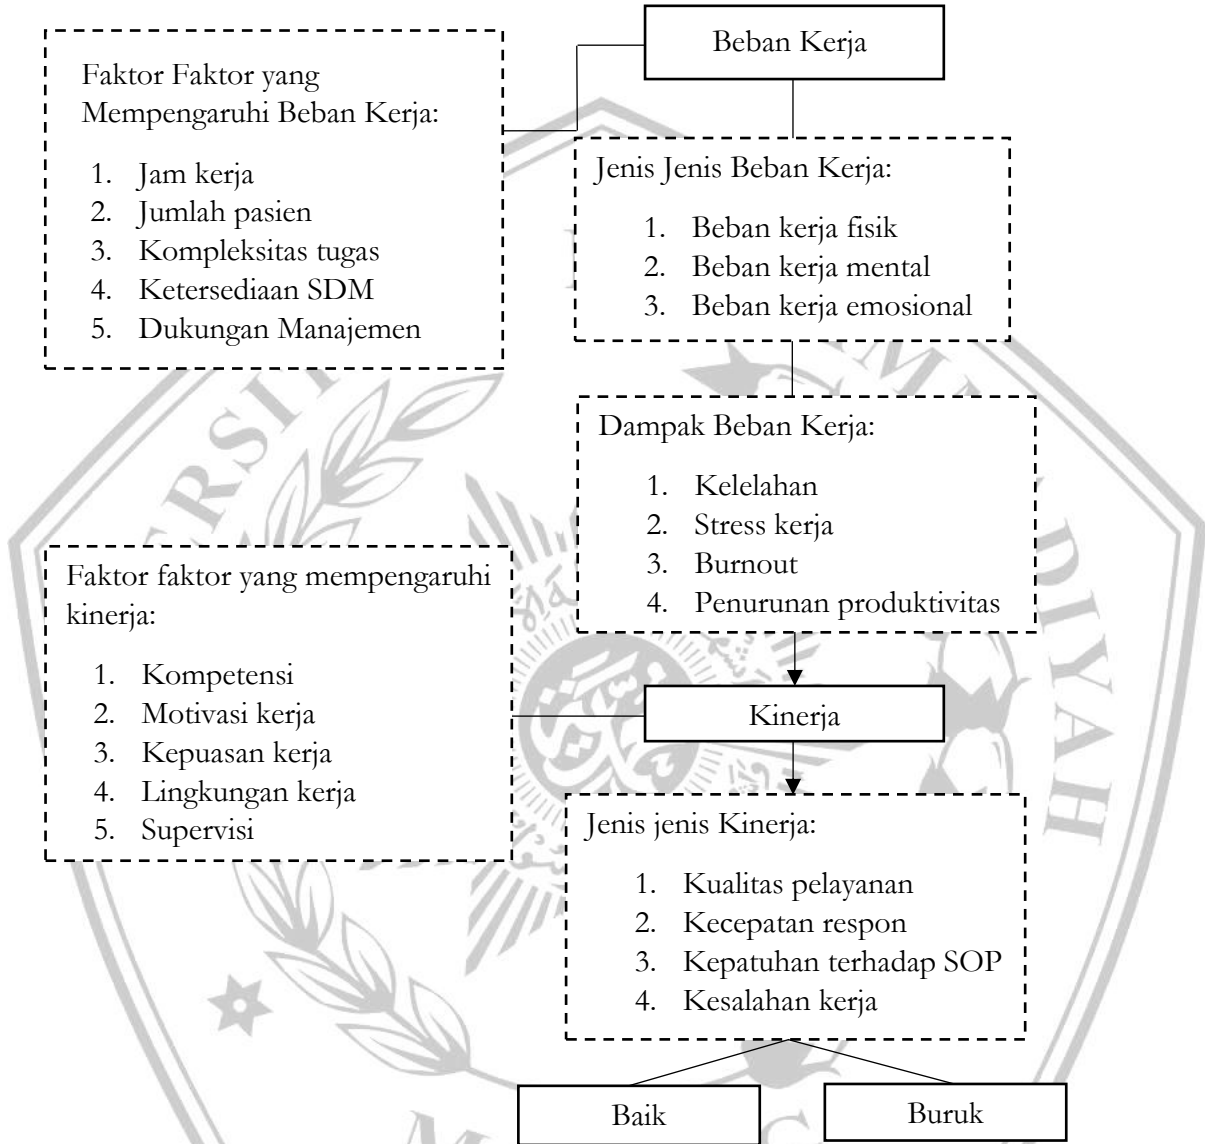 Beban Kerja
Faktor Faktor yang
Mempengaruhi Beban Kerja:
1. Jam kerja
2. Jumlah pasien
3. Kompleksitas tugas
4. Ketersediaan SDM
5. Dukungan Manajemen
Jenis Jenis Beban Kerja:
1. Beban kerja fisik
2. Beban kerja mental
3. Beban kerja emosional
Dampak Beban Kerja:
1. Kelelahan
2. Stress kerja
3. Burnout
4. Penurunan produktivitas
Faktor faktor yang mempengaruhi
kinerja:
1. Kompetensi
2. Motivasi kerja
3. Kepuasan kerja
4. Lingkungan kerja
5. Supervisi
Kinerja
Jenis jenis Kinerja:
1. Kualitas pelayanan
2. Kecepatan respon
3. Kepatuhan terhadap SOP
4. Kesalahan kerja
Baik
Buruk